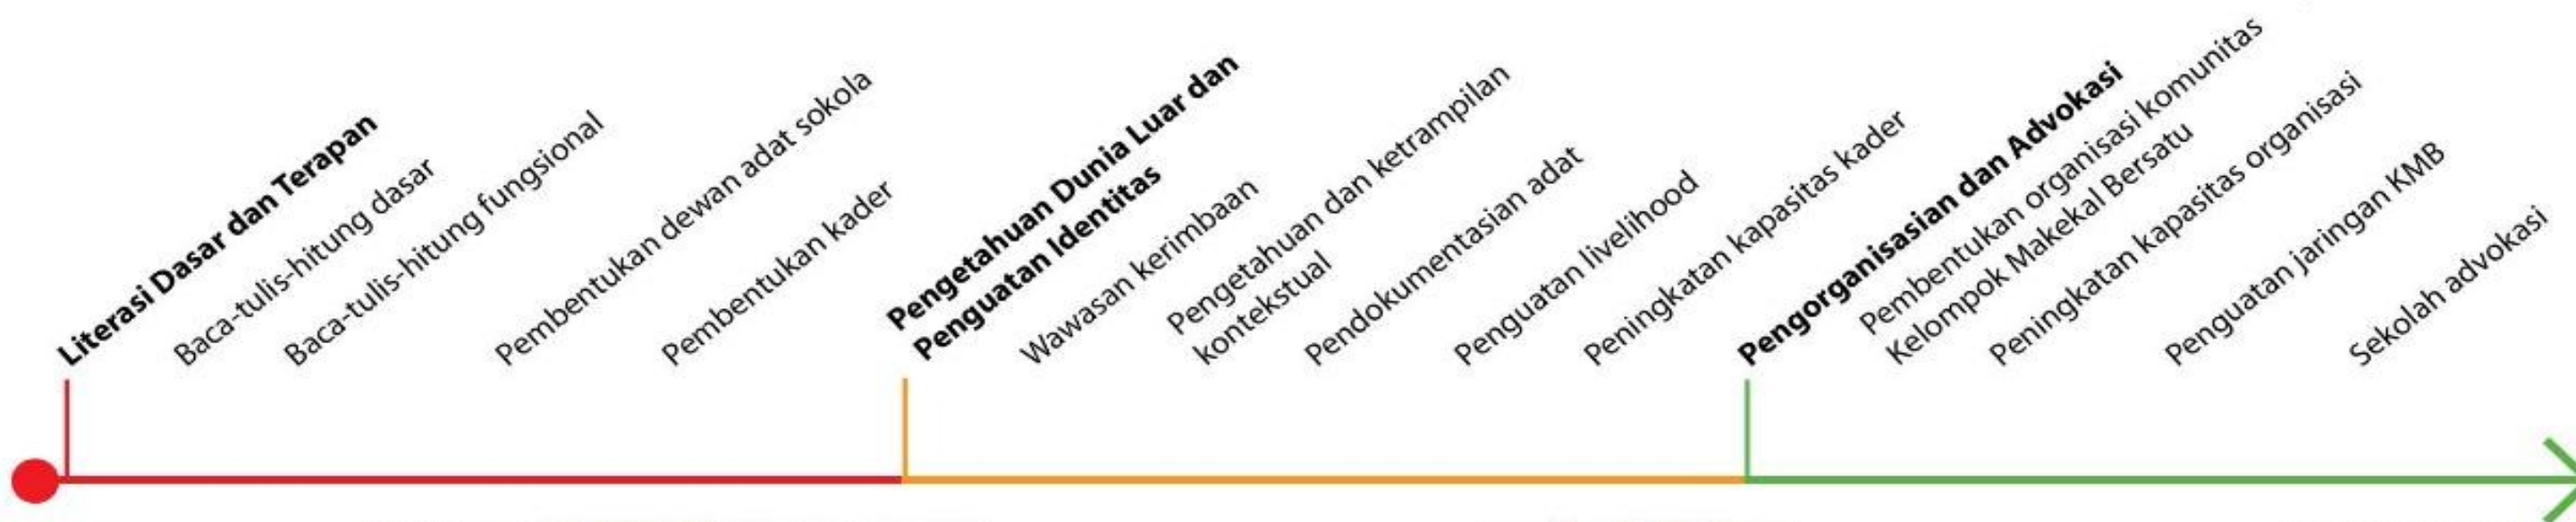 Literasi Dasar dan Terapan
Baca-tulis-hitung dasar
Baca-tulis-hitung fungsional
Pembentukan dewan adat sokola
Pembentukan kader
Pengetahuan Dunia Luar dan
Penguatan Identitas
Wawasan kerimbaan
Pengetahuan dan ketrampilan
kontekstual
Pendokumentasian adat
Penguatan livelihood
Peningkatan kapasitas kader
Pengorganisasian dan Advokasi
Pembentukan organisasi komunitas
Kelompok Makekal Bersatu
Peningkatan kapasitas organisasi
Penguatan jaringan KMB
Sekolah advokasi